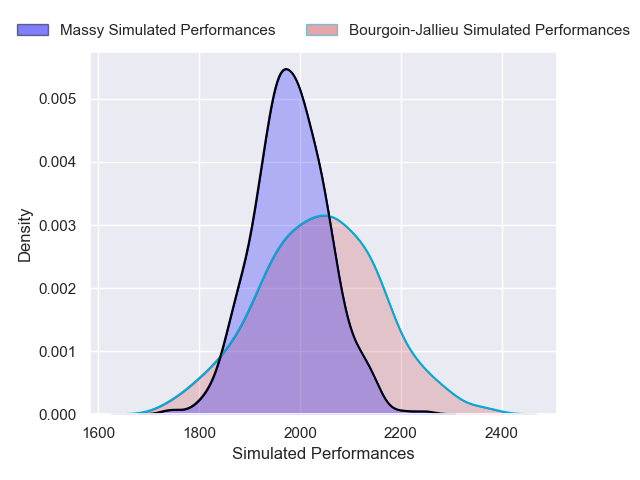 Massy Simulated Performances Bourgoin-Jallieu Simulated Performances
0.005
0.004
0.003
0.002
0.001
0.000
Density
1600 1800 2000 2200 2400
Simulated Performances